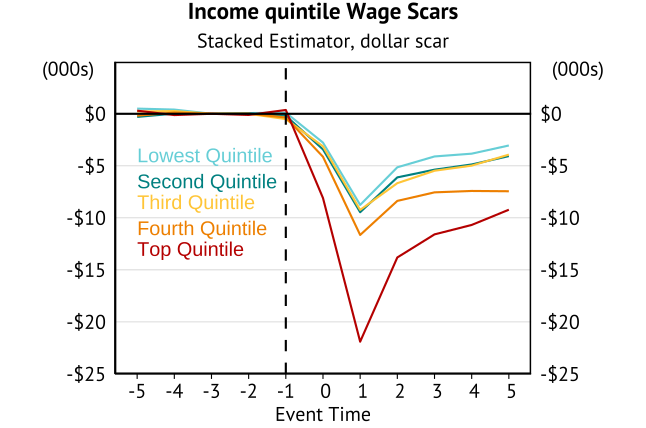 Income quintile Wage Scars
Stacked Estimator, dollar scar
(000s) (000s)
$0 $0
Lowest Quintile
-$5 -$5
Second Quintile
Third Quintile
-$10 -$10
Fourth Quintile
Top Quintile
-$15 -$15
-$20 -$20
-$25 -$25
-5 -4 -3 -2 -1 0 1 2 3 4 5
Event Time